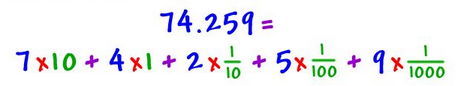 74.259 =
7 × 10 + 4 × 1 + 2 × 1/10 + 5 × 1/100 + 9 × 1/1000